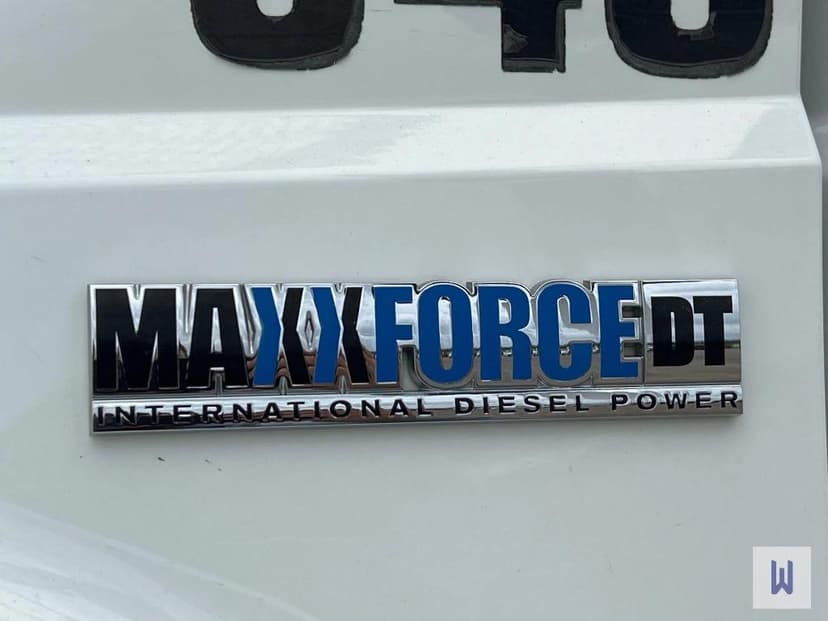 MAXXFORCE DT
INTERNATIONAL DIESEL POWER
W